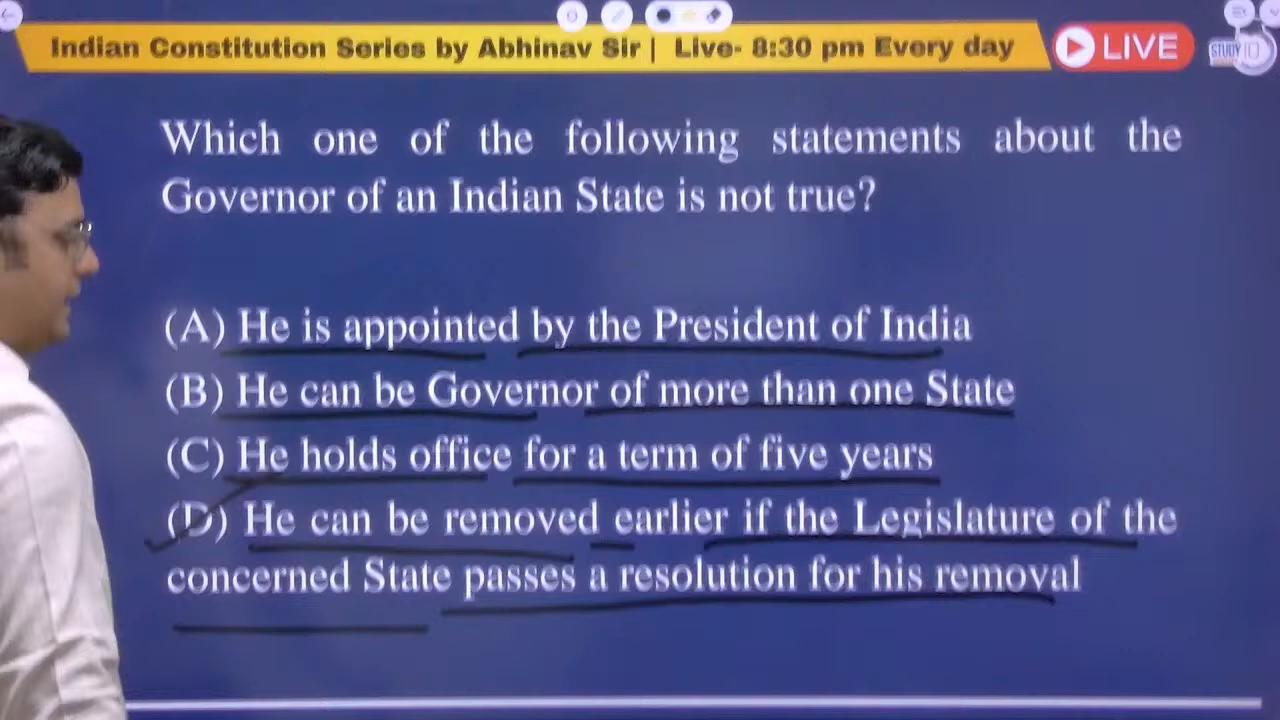 Indian Constitution Series by Abhinav Sir | Live- 8:30 pm Every day
LIVE
STUDY
Which one of the following statements about the
Governor of an Indian State is not true?
(A) He is appointed by the President of India
(B) He can be Governor of more than one State
(C) He holds office for a term of five years
(D) He can be removed earlier if the Legislature of the
concerned State passes a resolution for his removal